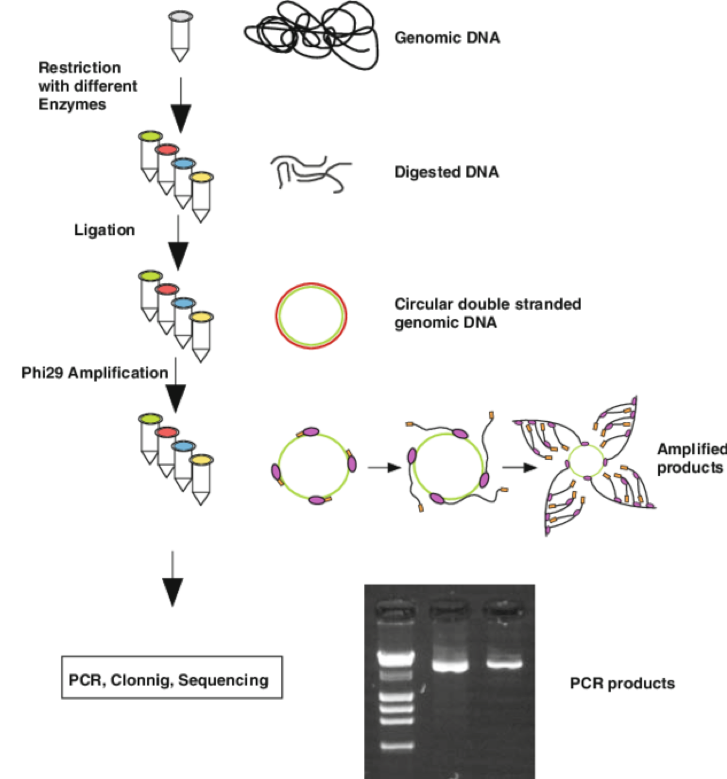 Genomic DNA
Restriction
with different
Enzymes
Digested DNA
Ligation
Circular double stranded
genomic DNA
Phi29 Amplification
Amplified
products
PCR, Clonnig, Sequencing
PCR products